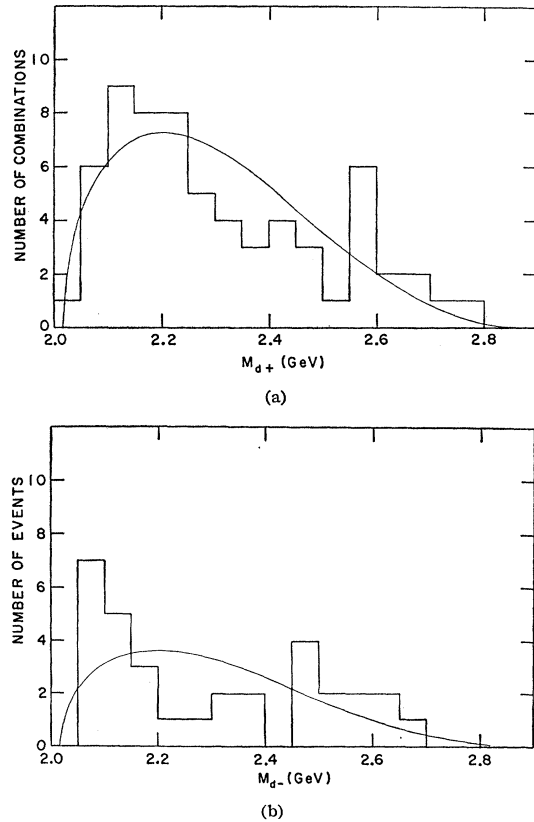 NUMBER OF COMBINATIONS
10
8
6
4
2
0
2.0 2.2 2.4 2.6 2.8
M d+ (GeV)
(a)
NUMBER OF EVENTS
10
8
6
4
2
0
2.0 2.2 2.4 2.6 2.8
M d- (GeV)
(b)